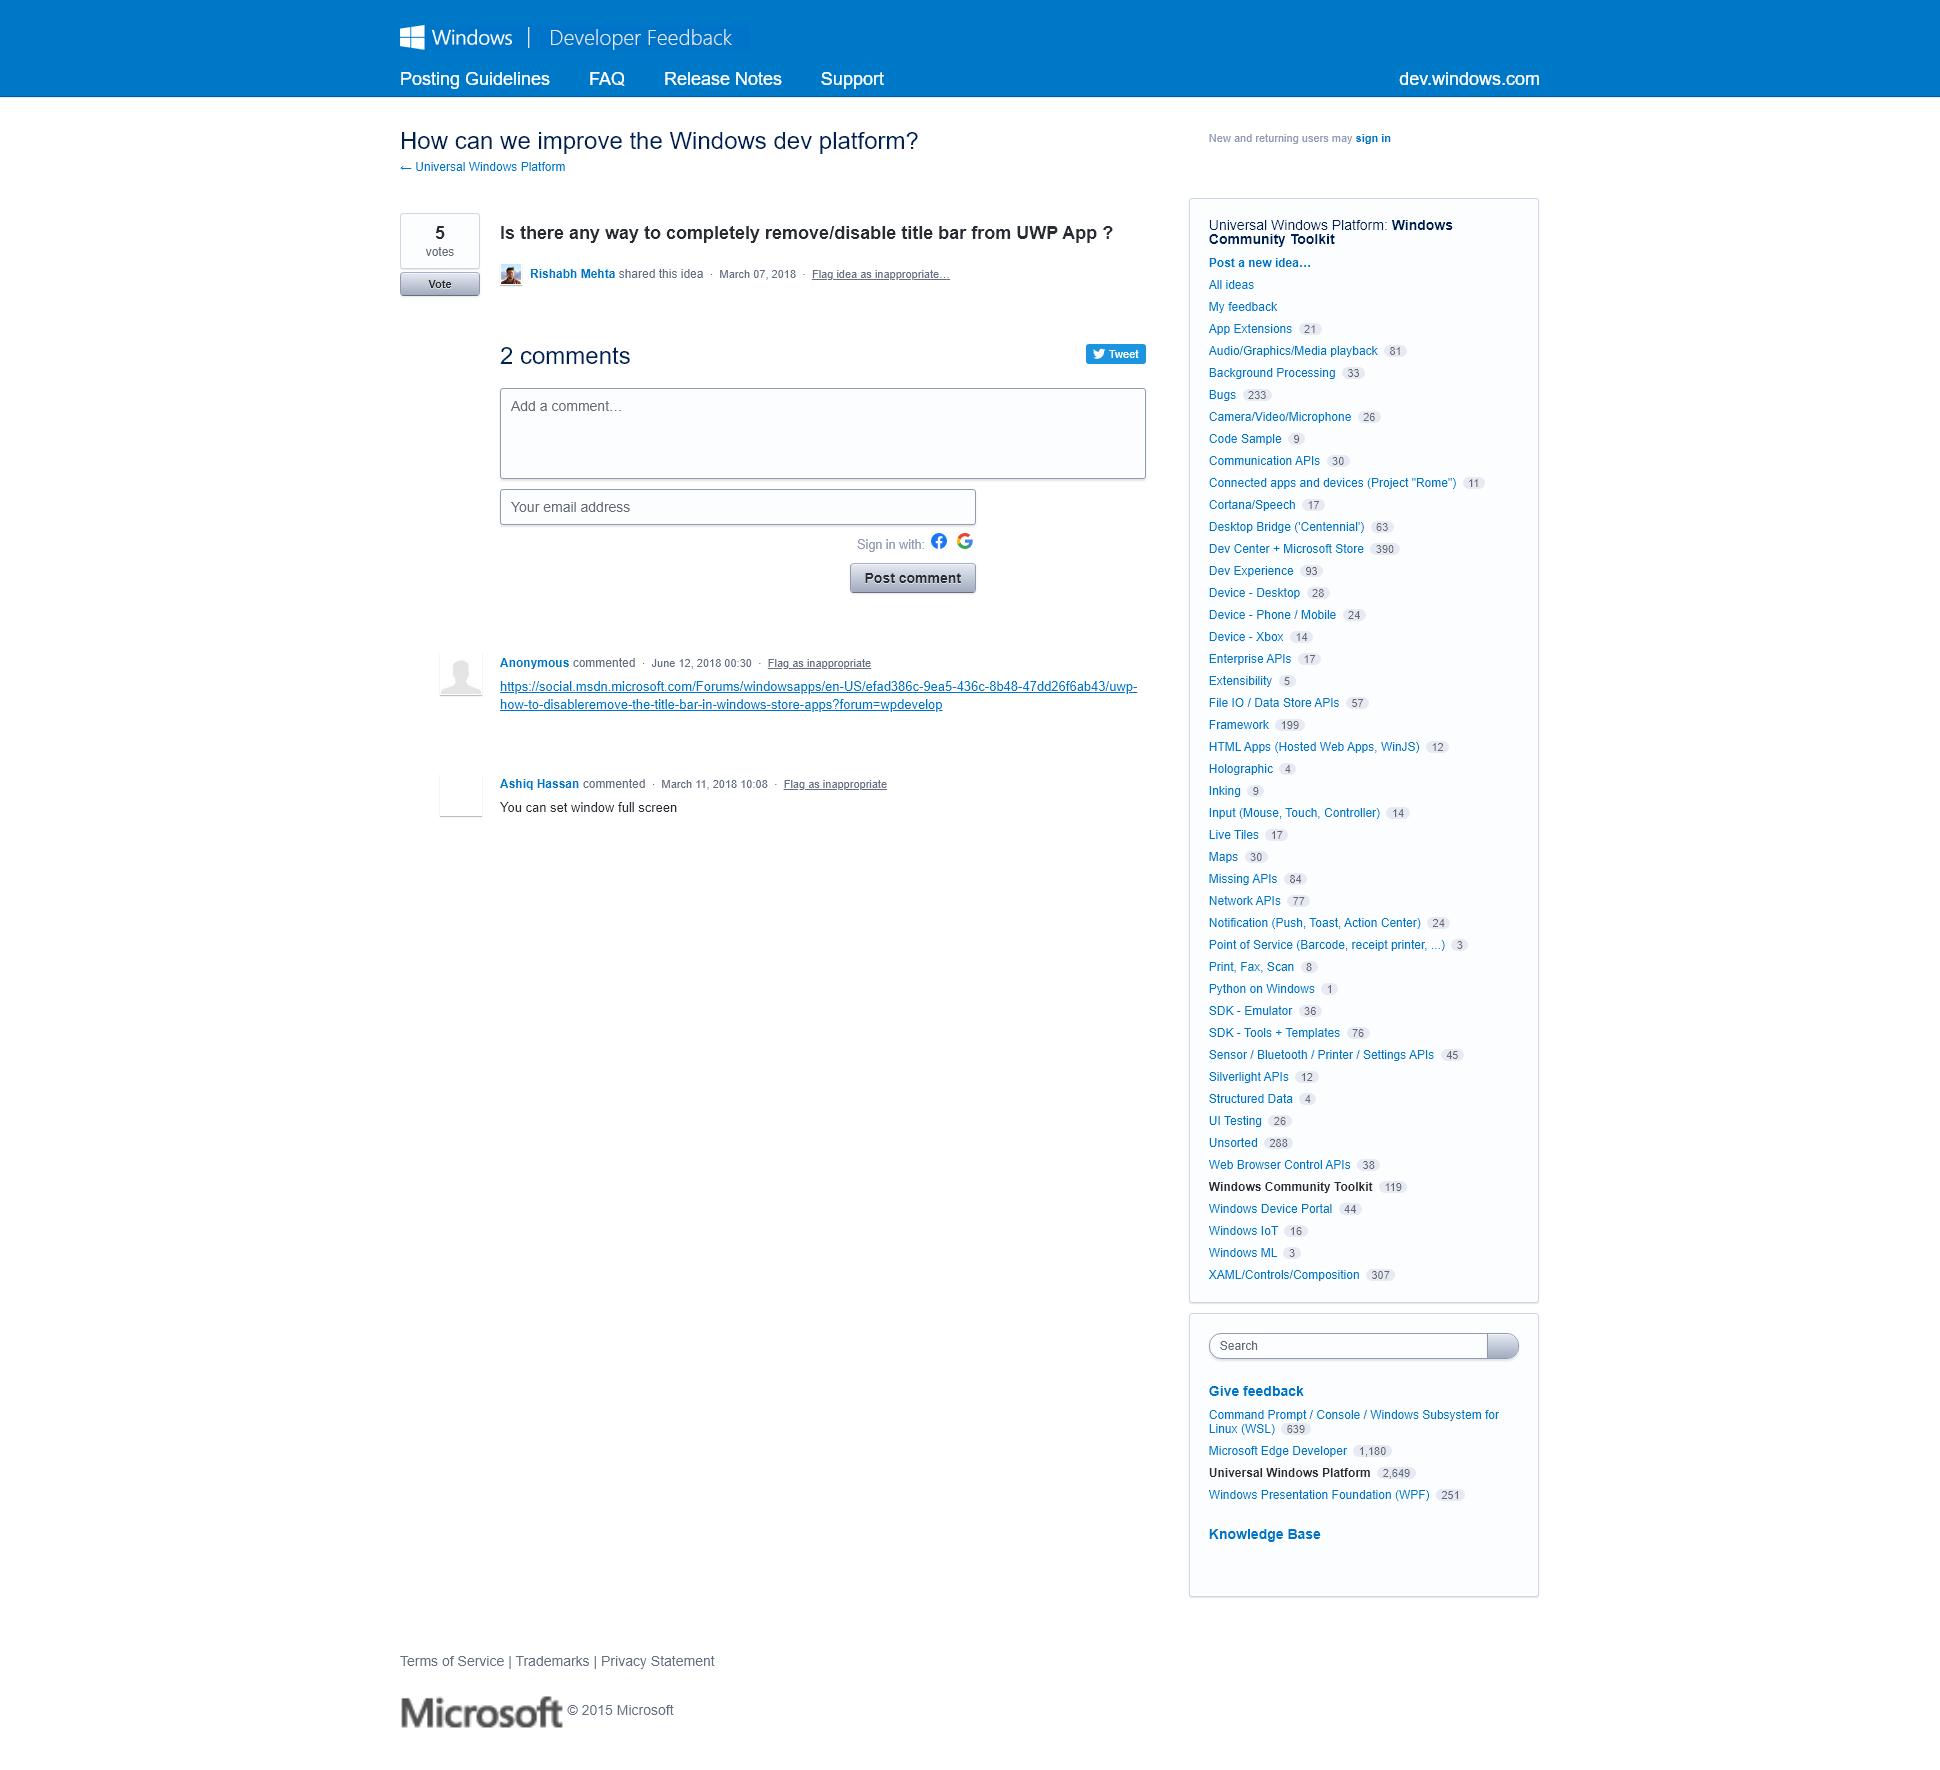 Windows | Developer Feedback
Posting Guidelines FAQ Release Notes Support dev.windows.com
How can we improve the Windows dev platform?
← Universal Windows Platform
New and returning users may sign in
5
votes
Vote
Is there any way to completely remove/disable title bar from UWP App ?
Rishabh Mehta shared this idea · March 07, 2018 · Flag idea as inappropriate…
2 comments
Tweet
Add a comment…
Your email address
Sign in with:
Post comment
Anonymous commented · June 12, 2018 00:30 · Flag as inappropriate
https://social.msdn.microsoft.com/Forums/windowsapps/en-US/efad386c-9ea5-436c-8b48-47dd26f6ab43/uwp-
how-to-disableremove-the-title-bar-in-windows-store-apps?forum=wpdevelop
Ashiq Hassan commented · March 11, 2018 10:08 · Flag as inappropriate
You can set window full screen
Universal Windows Platform: Windows
Community Toolkit
Post a new idea…
All ideas
My feedback
App Extensions 21
Audio/Graphics/Media playback 81
Background Processing 33
Bugs 233
Camera/Video/Microphone 26
Code Sample 9
Communication APIs 30
Connected apps and devices (Project "Rome") 11
Cortana/Speech 17
Desktop Bridge ('Centennial') 63
Dev Center + Microsoft Store 390
Dev Experience 93
Device - Desktop 28
Device - Phone / Mobile 24
Device - Xbox 14
Enterprise APIs 17
Extensibility 5
File IO / Data Store APIs 57
Framework 199
HTML Apps (Hosted Web Apps, WinJS) 12
Holographic 4
Inking 9
Input (Mouse, Touch, Controller) 14
Live Tiles 17
Maps 30
Missing APIs 84
Network APIs 77
Notification (Push, Toast, Action Center) 24
Point of Service (Barcode, receipt printer, ...) 3
Print, Fax, Scan 8
Python on Windows 1
SDK - Emulator 36
SDK - Tools + Templates 76
Sensor / Bluetooth / Printer / Settings APIs 45
Silverlight APIs 12
Structured Data 4
UI Testing 26
Unsorted 288
Web Browser Control APIs 38
Windows Community Toolkit 119
Windows Device Portal 44
Windows IoT 16
Windows ML 3
XAML/Controls/Composition 307
Search
Give feedback
Command Prompt / Console / Windows Subsystem for
Linux (WSL) 639
Microsoft Edge Developer 1,180
Universal Windows Platform 2,649
Windows Presentation Foundation (WPF) 251
Knowledge Base
Terms of Service | Trademarks | Privacy Statement
Microsoft © 2015 Microsoft